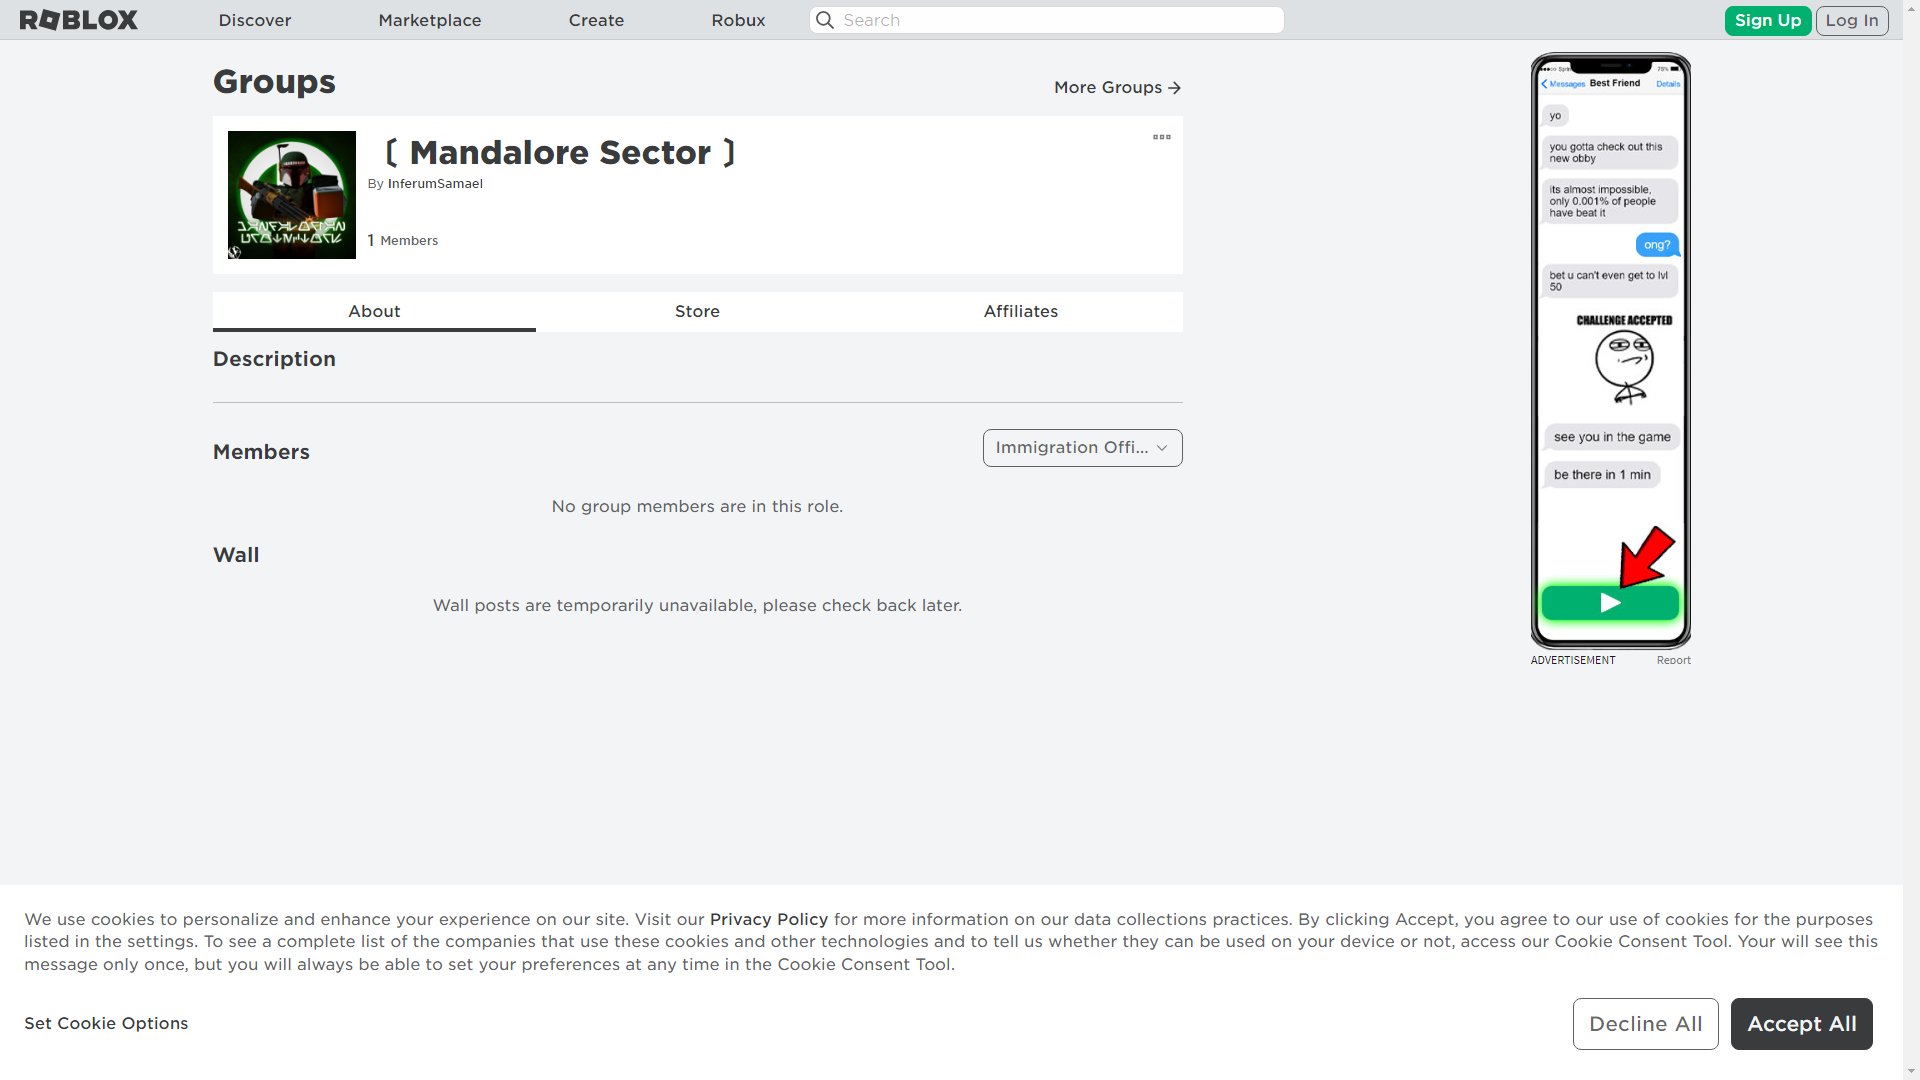 ROBLOX
Discover
Marketplace
Create
Robux
Search
Sign Up
Log In
Groups
More Groups
〔 Mandalore Sector 〕
By InferumSamael
1 Members
About
Store
Affiliates
Description
Members
Immigration Offi...
No group members are in this role.
Wall
Wall posts are temporarily unavailable, please check back later.
75%
Messages
Best Friend
Details
yo
you gotta check out this
new obby
its almost impossible,
only 0.001% of people
have beat it
ong?
bet u can't even get to lvl
50
CHALLENGE ACCEPTED
see you in the game
be there in 1 min
ADVERTISEMENT
Report
We use cookies to personalize and enhance your experience on our site. Visit our Privacy Policy for more information on our data collections practices. By clicking Accept, you agree to our use of cookies for the purposes
listed in the settings. To see a complete list of the companies that use these cookies and other technologies and to tell us whether they can be used on your device or not, access our Cookie Consent Tool. Your will see this
message only once, but you will always be able to set your preferences at any time in the Cookie Consent Tool.
Set Cookie Options
Decline All
Accept All